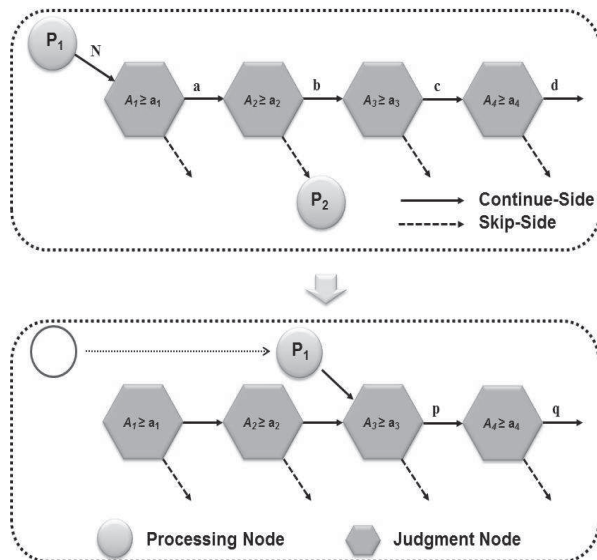 P1
N
A1 ≥ a1
a
A2 ≥ a2
b
A3 ≥ a3
c
A4 ≥ a4
d
P2
Continue-Side
Skip-Side
P1
A1 ≥ a1
A2 ≥ a2
A3 ≥ a3
p
A4 ≥ a4
q
Processing Node
Judgment Node